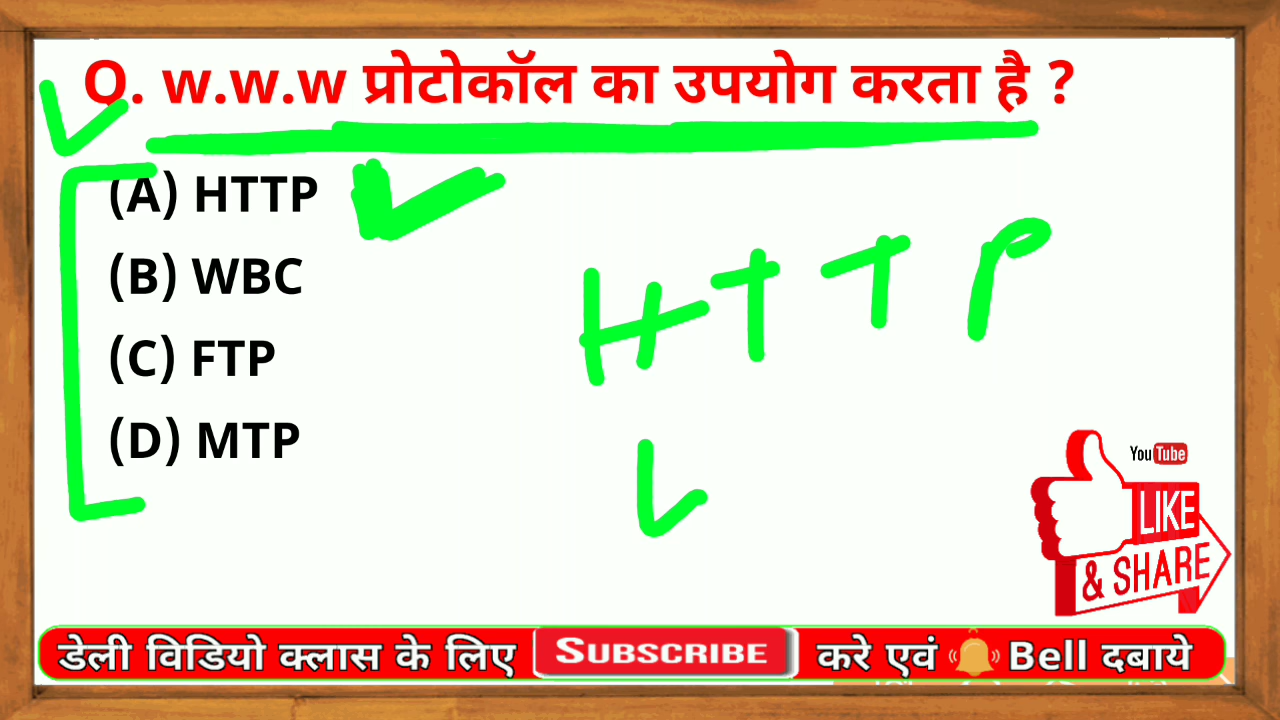 Q. w.w.w प्रोटोकॉल का उपयोग करता है ?
(A) HTTP
(B) WBC
(C) FTP
(D) MTP
HTTP
YouTube
LIKE
& SHARE
डेली विडियो क्लास के लिए SUBSCRIBE करे एवं Bell दबाये